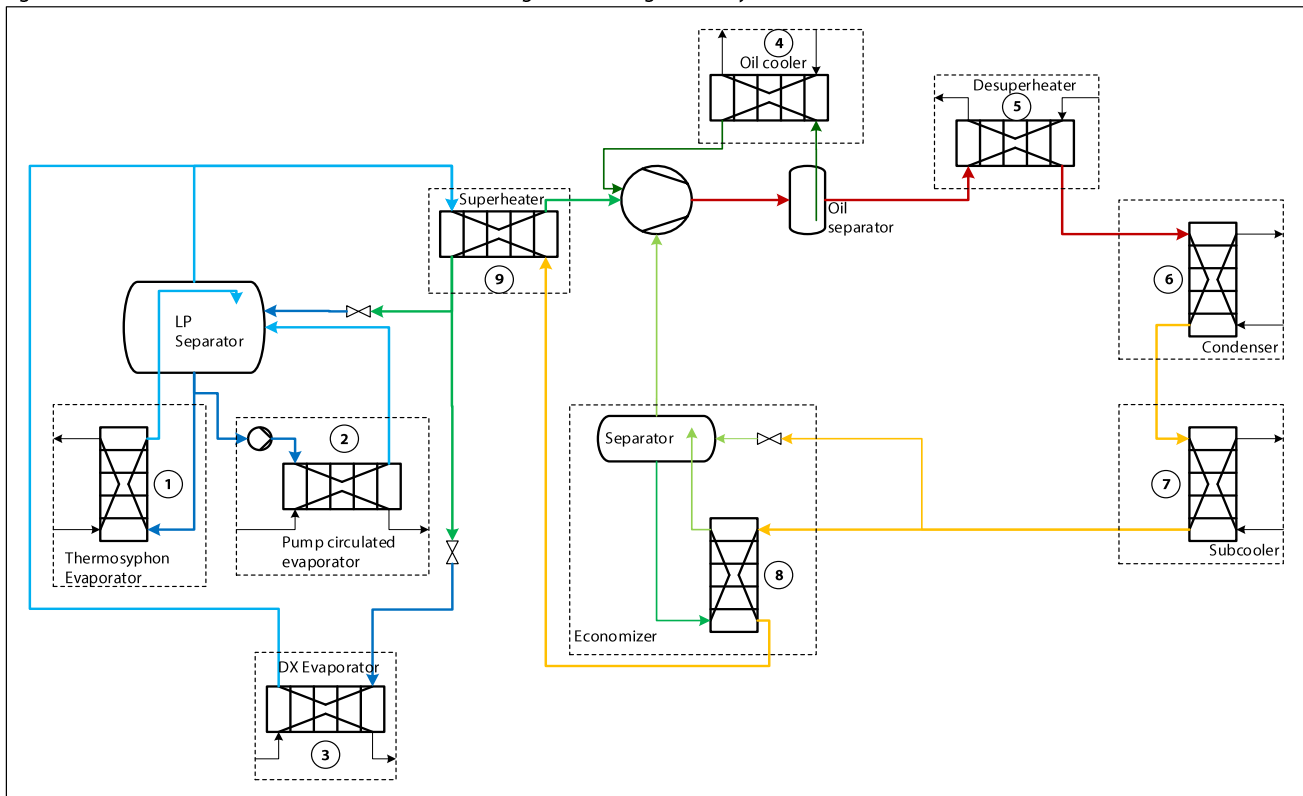 4
Oil cooler
Desuperheater
5
Superheater
9
Oil
separator
6
Condenser
LP
Separator
Separator
2
1
7
Pump circulated
evaporator
Thermosyphon
Evaporator
Subcooler
8
Economizer
DX Evaporator
3